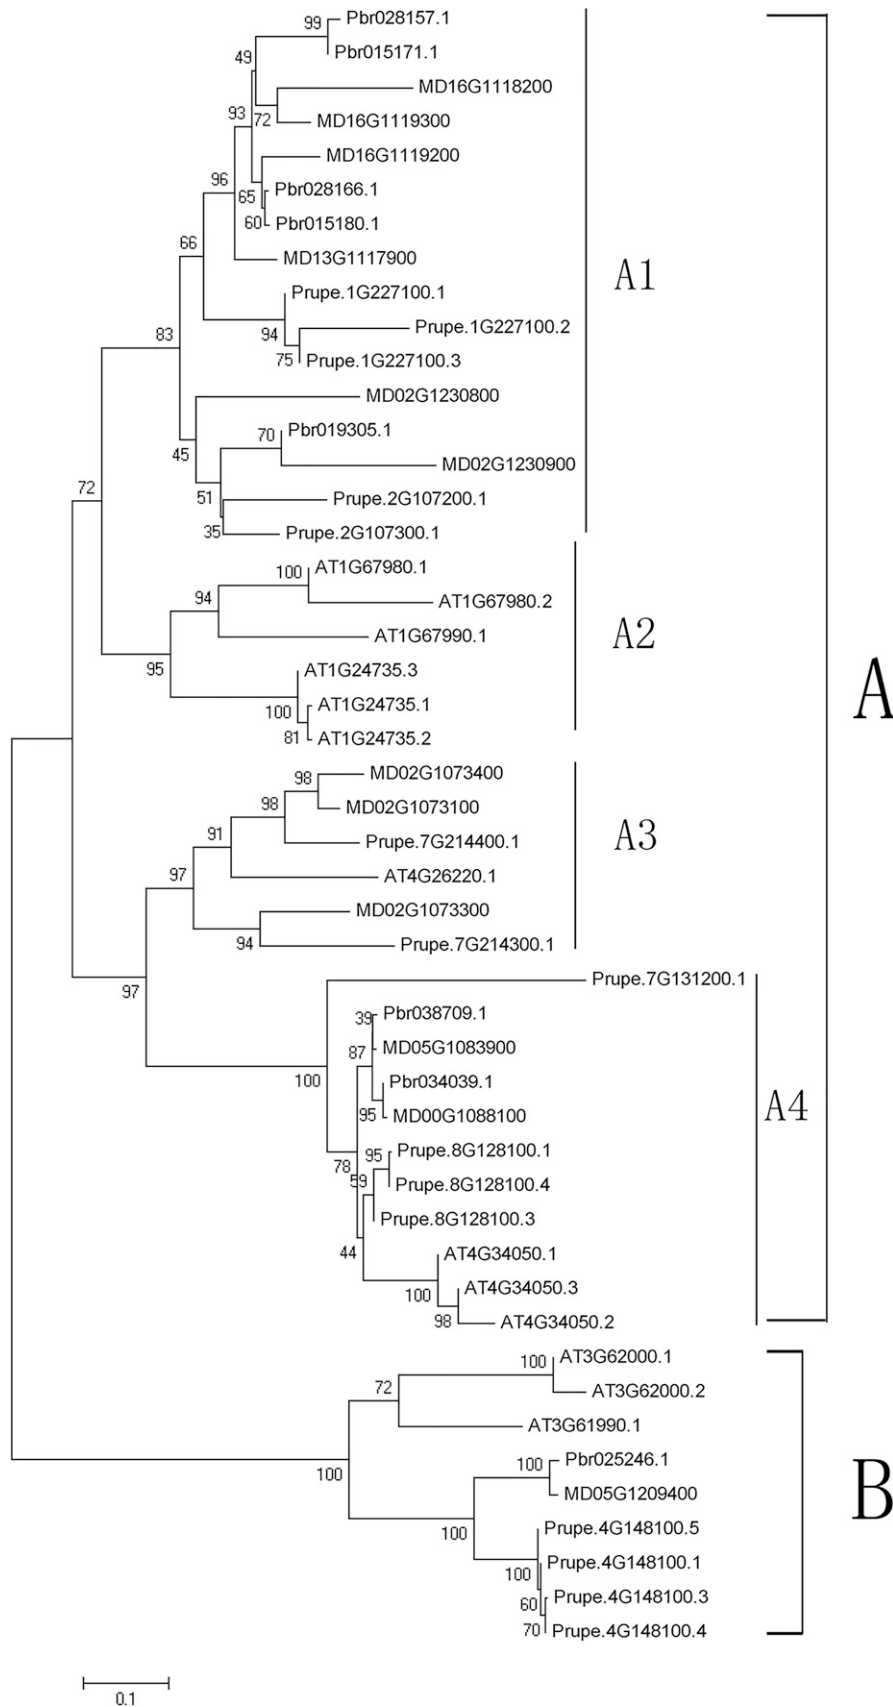 Pbr028157.1
99
Pbr015171.1
49
MD16G1118200
93
72
MD16G1119300
MD16G1119200
96
65
Pbr028166.1
60
Pbr015180.1
66
MD13G1117900
A1
Prupe.1G227100.1
94
Prupe.1G227100.2
83
75
Prupe.1G227100.3
MD02G1230800
70
Pbr019305.1
45
MD02G1230900
72
51
Prupe.2G107200.1
35
Prupe.2G107300.1
100
AT1G67980.1
94
AT1G67980.2
AT1G67990.1
A2
95
AT1G24735.3
A
100
AT1G24735.1
81
AT1G24735.2
98
MD02G1073400
98
MD02G1073100
91
Prupe.7G214400.1
A3
97
AT4G26220.1
MD02G1073300
94
Prupe.7G214300.1
97
Prupe.7G131200.1
39
Pbr038709.1
87
MD05G1083900
100
Pbr034039.1
95
MD00G1088100
A4
95
Prupe.8G128100.1
78
59
Prupe.8G128100.4
Prupe.8G128100.3
44
AT4G34050.1
100
AT4G34050.3
98
AT4G34050.2
100
AT3G62000.1
72
AT3G62000.2
AT3G61990.1
100
100
Pbr025246.1
MD05G1209400
B
100
Prupe.4G148100.5
100
Prupe.4G148100.1
60
Prupe.4G148100.3
70
Prupe.4G148100.4
0.1